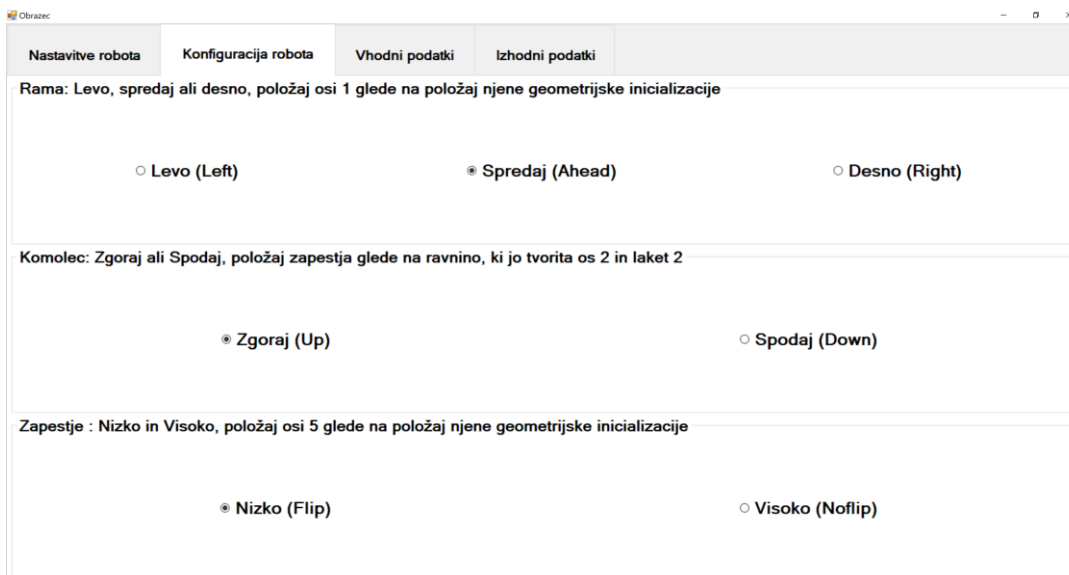 Obrazec
Nastavitve robota Konfiguracija robota Vhodni podatki Izhodni podatki
Rama: Levo, spredaj ali desno, položaj osi 1 glede na položaj njene geometrijske inicializacije
Levo (Left) Spredaj (Ahead) Desno (Right)
Komolec: Zgoraj ali Spodaj, položaj zapestja glede na ravnino, ki jo tvorita os 2 in laket 2
Zgoraj (Up) Spodaj (Down)
Zapestje : Nizko in Visoko, položaj osi 5 glede na položaj njene geometrijske inicializacije
Nizko (Flip) Visoko (Noflip)